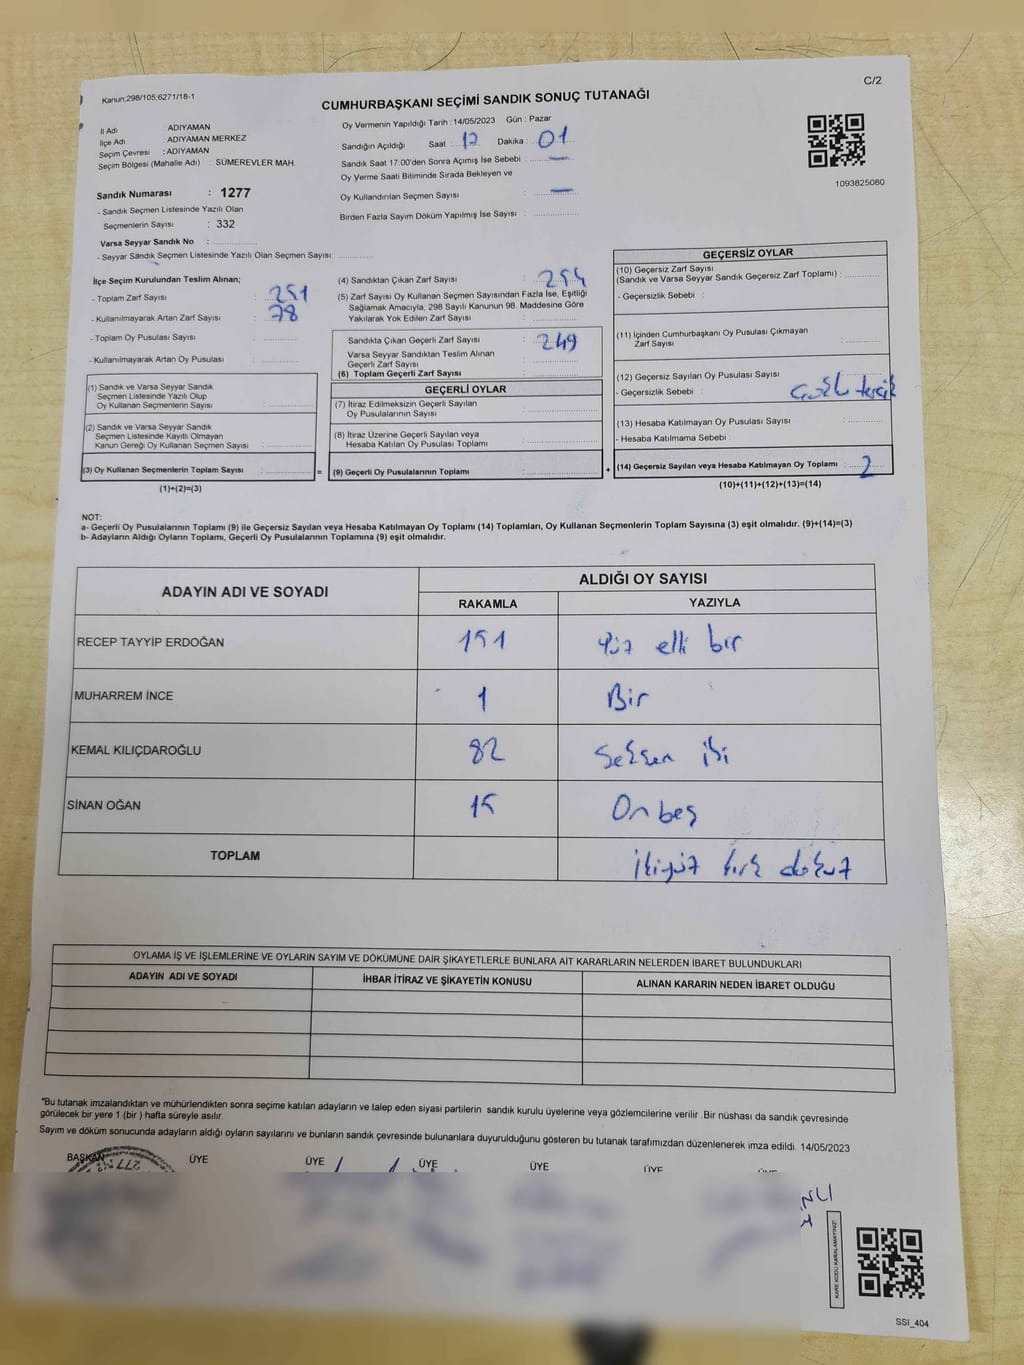 C/2
Kanun,298/105;6271/18-1
CUMHURBAŞKANI SEÇİMİ SANDIK SONUÇ TUTANAĞI
İl Adı : ADIYAMAN
İlçe Adı : ADIYAMAN MERKEZ
Seçim Çevresi : ADIYAMAN
Seçim Bölgesi (Mahalle Adı) : SÜMEREVLER MAH.
Sandık Numarası : 1277
- Sandık Seçmen Listesinde Yazılı Olan
Seçmenlerin Sayısı : 332
Varsa Seyyar Sandık No :
- Seyyar Sandık Seçmen Listesinde Yazılı Olan Seçmen Sayısı:
Oy Vermenin Yapıldığı Tarih : 14/05/2023 Gün : Pazar
Sandığın Açıldığı Saat : 17 Dakika : 01
Sandık Saat 17:00'den Sonra Açımış İse Sebebi :
Oy Verme Saati Bitiminde Sırada Bekleyen ve
Oy Kullandırılan Seçmen Sayısı :
Birden Fazla Sayım Döküm Yapılmış İse Sayısı :
1093825080
İlçe Seçim Kurulundan Teslim Alınan;
- Toplam Zarf Sayısı : 251
- Kullanılmayarak Artan Zarf Sayısı : 78
- Toplam Oy Pusulası Sayısı :
- Kullanılmayarak Artan Oy Pusulası :
(1) Sandık ve Varsa Seyyar Sandık
Seçmen Listesinde Yazılı Olup
Oy Kullanan Seçmenlerin Sayısı :
(2) Sandık ve Varsa Seyyar Sandık
Seçmen Listesinde Kayıtlı Olmayan
Kanun Gereği Oy Kullanan Seçmen Sayısı :
(3) Oy Kullanan Seçmenlerin Toplam Sayısı : =
(1)+(2)=(3)
(4) Sandıktan Çıkan Zarf Sayısı : 254
(5) Zarf Sayısı Oy Kullanan Seçmen Sayısından Fazla İse, Eşitliği
Sağlamak Amacıyla, 298 Sayılı Kanunun 98. Maddesine Göre
Yakılarak Yok Edilen Zarf Sayısı :
Sandıkta Çıkan Geçerli Zarf Sayısı : 249
Varsa Seyyar Sandıktan Teslim Alınan
Geçerli Zarf Sayısı :
(6) Toplam Geçerli Zarf Sayısı :
GEÇERLİ OYLAR
(7) İtiraz Edilmeksizin Geçerli Sayılan
Oy Pusulalarının Sayısı :
(8) İtiraz Üzerine Geçerli Sayılan veya
Hesaba Katılan Oy Pusulası Toplamı :
(9) Geçerli Oy Pusulalarının Toplamı : +
GEÇERSİZ OYLAR
(10) Geçersiz Zarf Sayısı
(Sandık ve Varsa Seyyar Sandık Geçersiz Zarf Toplamı) :
- Geçersizlik Sebebi :
(11) İçinden Cumhurbaşkanı Oy Pusulası Çıkmayan
Zarf Sayısı :
(12) Geçersiz Sayılan Oy Pusulası Sayısı :
- Geçersizlik Sebebi : Çoklu tercih
(13) Hesaba Katılmayan Oy Pusulası Sayısı :
- Hesaba Katılmama Sebebi :
(14) Geçersiz Sayılan veya Hesaba Katılmayan Oy Toplamı : 2
(10)+(11)+(12)+(13)=(14)
NOT:
a- Geçerli Oy Pusulalarının Toplamı (9) ile Geçersiz Sayılan veya Hesaba Katılmayan Oy Toplamı (14) Toplamları, Oy Kullanan Seçmenlerin Toplam Sayısına (3) eşit olmalıdır. (9)+(14)=(3)
b- Adayların Aldığı Oyların Toplamı, Geçerli Oy Pusulalarının Toplamına (9) eşit olmalıdır.
ADAYIN ADI VE SOYADI ALDIĞI OY SAYISI
RAKAMLA YAZIYLA
RECEP TAYYİP ERDOĞAN 151 Yüz elli bir
MUHARREM İNCE 1 Bir
KEMAL KILIÇDAROĞLU 82 Seksen iki
SİNAN OĞAN 15 On beş
TOPLAM İkiyüz kırk dokuz
OYLAMA İŞ VE İŞLEMLERİNE VE OYLARIN SAYIM VE DÖKÜMÜNE DAİR ŞİKAYETLERLE BUNLARA AİT KARARLARIN NELERDEN İBARET BULUNDUKLARI
ADAYIN ADI VE SOYADI İHBAR İTİRAZ VE ŞİKAYETİN KONUSU ALINAN KARARIN NEDEN İBARET OLDUĞU
*Bu tutanak imzalandıktan ve mühürlendikten sonra seçime katılan adayların ve talep eden siyasi partilerin sandık kurulu üyelerine veya gözlemcilerine verilir .Bir nüshası da sandık çevresinde
görülecek bir yere 1 (bir ) hafta süreyle asılır.
Sayım ve döküm sonucunda adayların aldığı oyların sayılarını ve bunların sandık çevresinde bulunanlara duyurulduğunu gösteren bu tutanak tarafımızdan düzenlenerek imza edildi. 14/05/2023
BAŞKAN ÜYE ÜYE ÜYE ÜYE ÜYE
KARE KODU KARALAMAYINIZ!
SSI_404